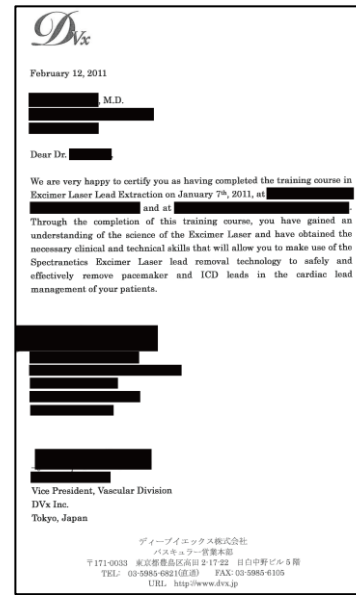 DVx
February 12, 2011
, M.D.
Dear Dr. ,
We are very happy to certify you as having completed the training course in
Excimer Laser Lead Extraction on January 7th, 2011, at
and at .
Through the completion of this training course, you have gained an
understanding of the science of the Excimer Laser and have obtained the
necessary clinical and technical skills that will allow you to make use of the
Spectranetics Excimer Laser lead removal technology to safely and
effectively remove pacemaker and ICD leads in the cardiac lead
management of your patients.
Vice President, Vascular Division
DVx Inc.
Tokyo, Japan
ディーブイエックス株式会社
バスキュラー営業本部
〒171-0033 東京都豊島区高田 2-17-22 目白中野ビル 5 階
TEL: 03-5985-6821(直通) FAX: 03-5985-6105
URL http://www.dvx.jp